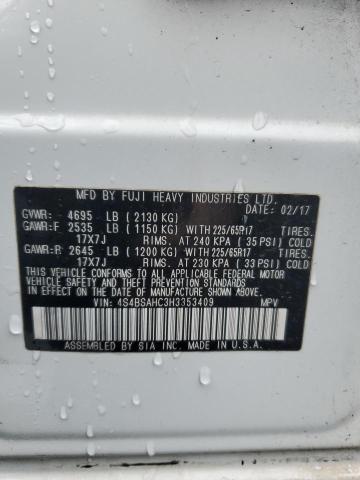 MFD BY FUJI HEAVY INDUSTRIES LTD.
DATE: 02/17
GVWR: 4695 LB (2130 KG)
GAWR:F 2535 LB (1150 KG) WITH 225/65R17 TIRES.
17X7J RIMS. AT 240 KPA (35 PSI) COLD
GAWR:R 2645 LB (1200 KG) WITH 225/65R17 TIRES.
17X7J RIMS. AT 230 KPA (33 PSI) COLD
THIS VEHICLE CONFORMS TO ALL APPLICABLE FEDERAL MOTOR
VEHICLE SAFETY AND THEFT PREVENTION STANDARDS IN EFFECT
ON THE DATE OF MANUFACTURE SHOWN ABOVE.
VIN: 4S4BSAHC3H3353409 MPV
ASSEMBLED BY SIA INC. MADE IN U.S.A.